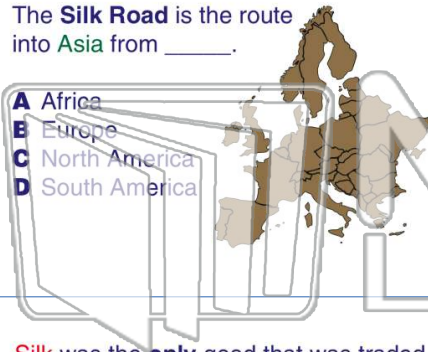 The Silk Road is the route
into Asia from _____.
A Africa
B Europe
C North America
D South America
Silk was the only good that was traded